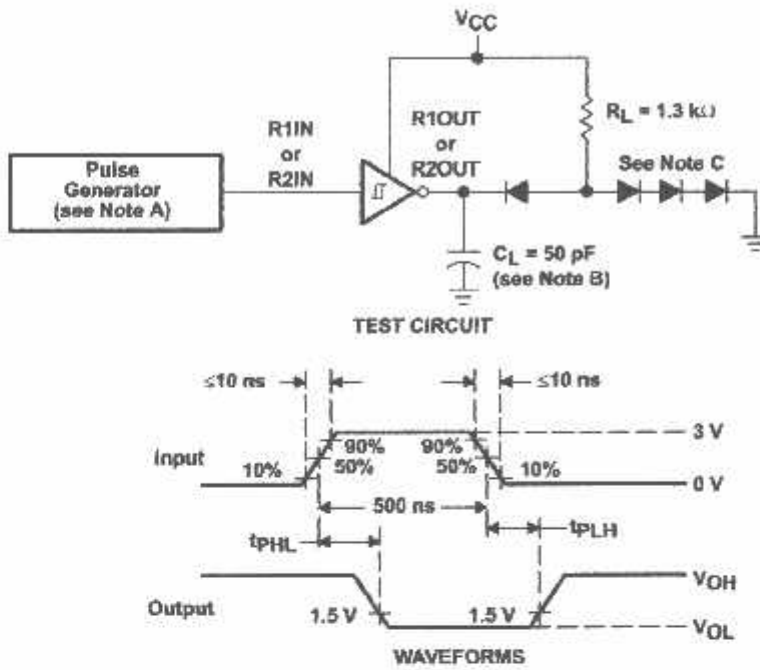 VCC
RL = 1.3 kΩ
R1IN
or
R2IN
R1OUT
or
R2OUT
See Note C
Pulse
Generator
(see Note A)
CL = 50 pF
(see Note B)
TEST CIRCUIT
≤10 ns
≤10 ns
Input
10%
90%
50%
90%
50%
10%
3 V
0 V
500 ns
tPHL
tPLH
Output
1.5 V
1.5 V
VOH
VOL
WAVEFORMS